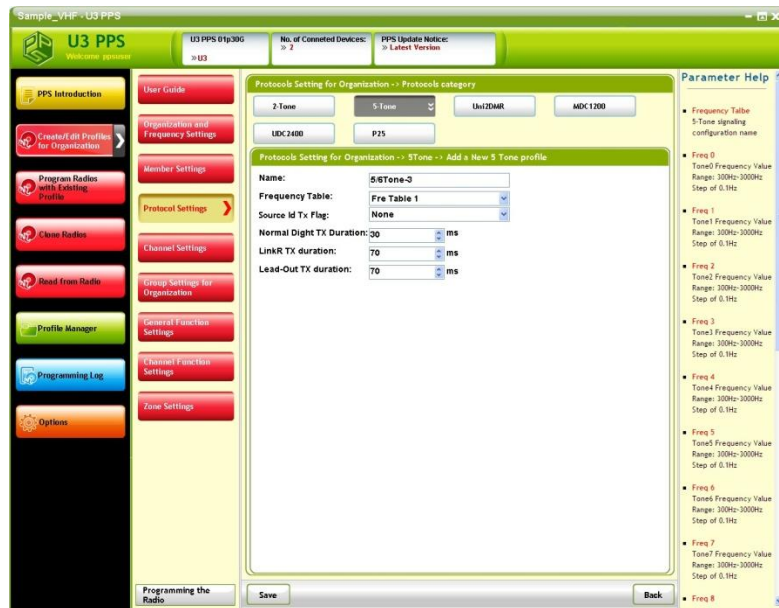 Sample_VHF - U3 PPS
U3 PPS
Welcome ppsuser
U3 PPS 01p30G
>> U3
No. of Conneted Devices:
>> 2
PPS Update Notice:
>> Latest Version
PPS Introduction
Create/Edit Profiles
for Organization
Program Radios
with Existing
Profile
Clone Radios
Read from Radio
Profile Manager
Programming Log
Options
User Guide
Organization and
Frequency Settings
Member Settings
Protocol Settings
Channel Settings
Group Settings for
Organization
General Function
Settings
Channel Function
Settings
Zone Settings
Programming the
Radio
Protocols Setting for Organization -> Protocols category
2-Tone
5-Tone
Uni2DMR
MDC1200
UDC2400
P25
Protocols Setting for Organization -> 5Tone -> Add a New 5 Tone profile
Name: 5/6Tone-3
Frequency Table: Fre Table 1
Source Id Tx Flag: None
Normal Dight TX Duration: 30 ms
LinkR TX duration: 70 ms
Lead-Out TX duration: 70 ms
Save
Back
Parameter Help
Frequency Talbe
5-Tone signaling
configuration name
Freq 0
Tone0 Frequency Value
Range: 300Hz-3000Hz
Step of 0.1Hz
Freq 1
Tone1 Frequency Value
Range: 300Hz-3000Hz
Step of 0.1Hz
Freq 2
Tone2 Frequency Value
Range: 300Hz-3000Hz
Step of 0.1Hz
Freq 3
Tone3 Frequency Value
Range: 300Hz-3000Hz
Step of 0.1Hz
Freq 4
Tone4 Frequency Value
Range: 300Hz-3000Hz
Step of 0.1Hz
Freq 5
Tone5 Frequency Value
Range: 300Hz-3000Hz
Step of 0.1Hz
Freq 6
Tone6 Frequency Value
Range: 300Hz-3000Hz
Step of 0.1Hz
Freq 7
Tone7 Frequency Value
Range: 300Hz-3000Hz
Step of 0.1Hz
Freq 8